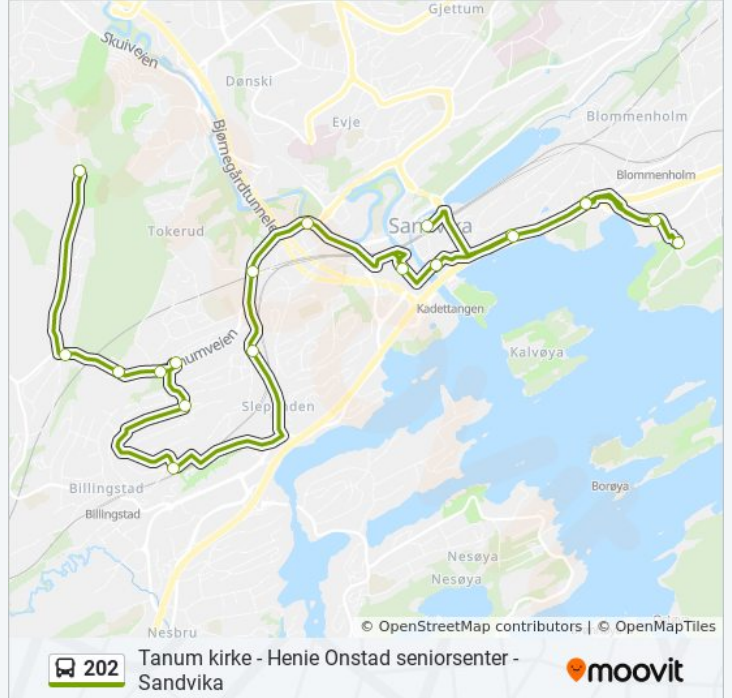 Gjettum
Skuiveien
Dønski
Blommenholm
Evje
Bjørnegårdtunnelen
Blommenholm
Sandvika
Tokerud
Kadettangen
numveien
Kalvøya
Slependen
Billingstad
Borøya
Billingstad
Nesøya
Nesøya
Nesbru
© OpenStreetMap contributors | © OpenMapTiles
202
Tanum kirke - Henie Onstad seniorsenter -
Sandvika
moovit